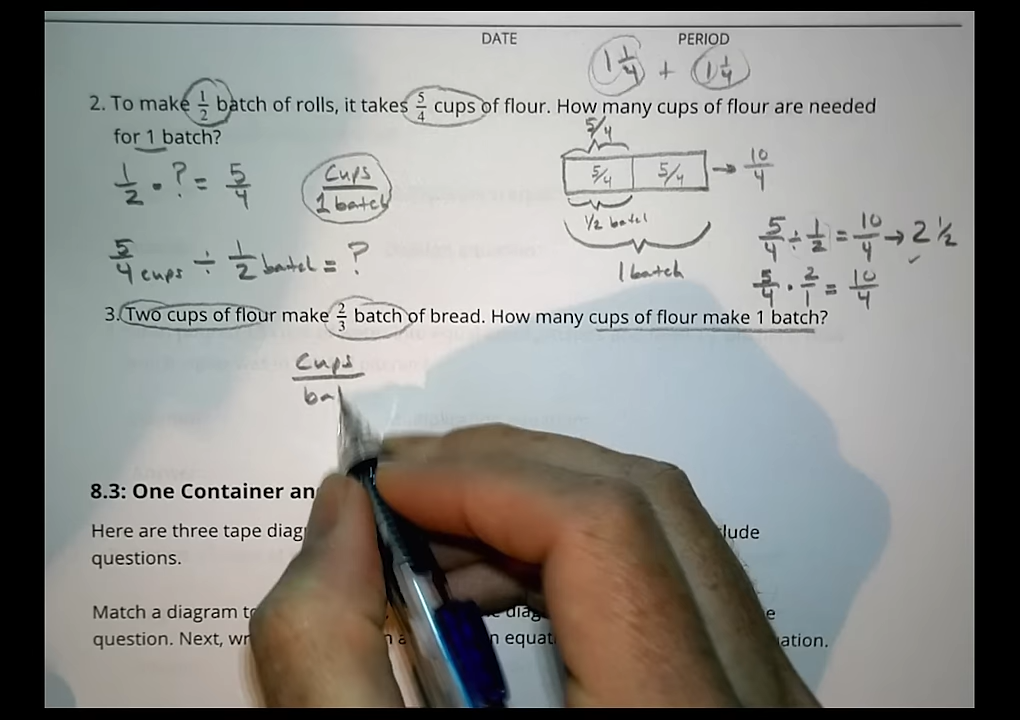 DATE PERIOD
1 1/4 + 1 1/4
2. To make 1/2 batch of rolls, it takes 5/4 cups of flour. How many cups of flour are needed
for 1 batch?
5/4
1/2 · ? = 5/4
cups / 1 batch
5/4 5/4 → 10/4
1/2 batch
1 batch
5/4 cups ÷ 1/2 batch = ?
5/4 ÷ 1/2 = 10/4 → 2 1/2
5/4 · 2/1 = 10/4
3. Two cups of flour make 2/3 batch of bread. How many cups of flour make 1 batch?
cups
ba
8.3: One Container an
Here are three tape diag lude
questions.
Match a diagram t diag e
question. Next, wr n a n equat ation.